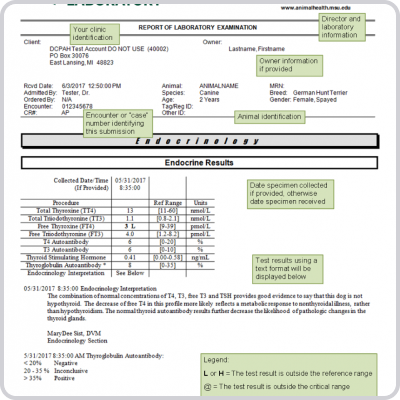 LABORATORY
www.animalhealth.msu.edu
Your clinic identification
REPORT OF LABORATORY EXAMINATION
Director and laboratory information
Client:
DCPAH Test Account DO NOT USE (40002)
PO Box 30076
East Lansing, MI 48823
Owner:
Lastname, Firstname
Owner information if provided
Rcvd Date: 6/3/2017 12:50:00 PM
Admitted By: Tester, Dr.
Ordered By: N/A
Encounter: 012345678
CR#: AP
Animal: ANIMALNAME
Species: Canine
Age: 2 Years
Tag/Reg ID:
Other ID:
MRN:
Breed: German Hunt Terrier
Gender: Female, Spayed
Encounter or "case" number identifying this submission
Animal identification
Endocrinology
Endocrine Results
Collected Date/Time 05/31/2017
(If Provided) 8:35:00
Procedure Ref Range Units
Total Thyroxine (TT4) 13 [11-60] nmol/L
Total Triiodothyronine (TT3) 1.1 [0.8-2.1] nmol/L
Free Thyroxine (FT4) 3 L [9-39] pmol/L
Free Triiodothyronine (FT3) 4.0 [1.2-8.2] pmol/L
T4 Autoantibody 6 [0-20] %
T3 Autoantibody 6 [0-10] %
Thyroid Stimulating Hormone 0.41 [0.00-0.58] ng/mL
Thyroglobulin Autoantibody * 8 [0-35] %
Endocrinology Interpretation See Below
Date specimen collected if provided, otherwise date specimen received
Test results using a text format will be displayed below
05/31/2017 8:35:00 Endocrinology Interpretation
The combination of normal concentrations of T4, T3, free T3 and TSH provides good evidence to say that this dog is not
hypothyroid. The decrease of free T4 in this profile more likely reflects a metabolic response to nonthyroidal illness, rather
than hypothyroidism. The normal thyroid autoantibody results further decrease the likelihood of pathologic changes in the
thyroid glands.
MaryDee Sist, DVM
Endocrinology Section
5/31/2017 8:35:00 AM Thyroglobulin Autoantibody:
< 20% Negative
20 - 35 % Inconclusive
> 35% Positive
Legend:
L or H = The test result is outside the reference range
@ = The test result is outside the critical range